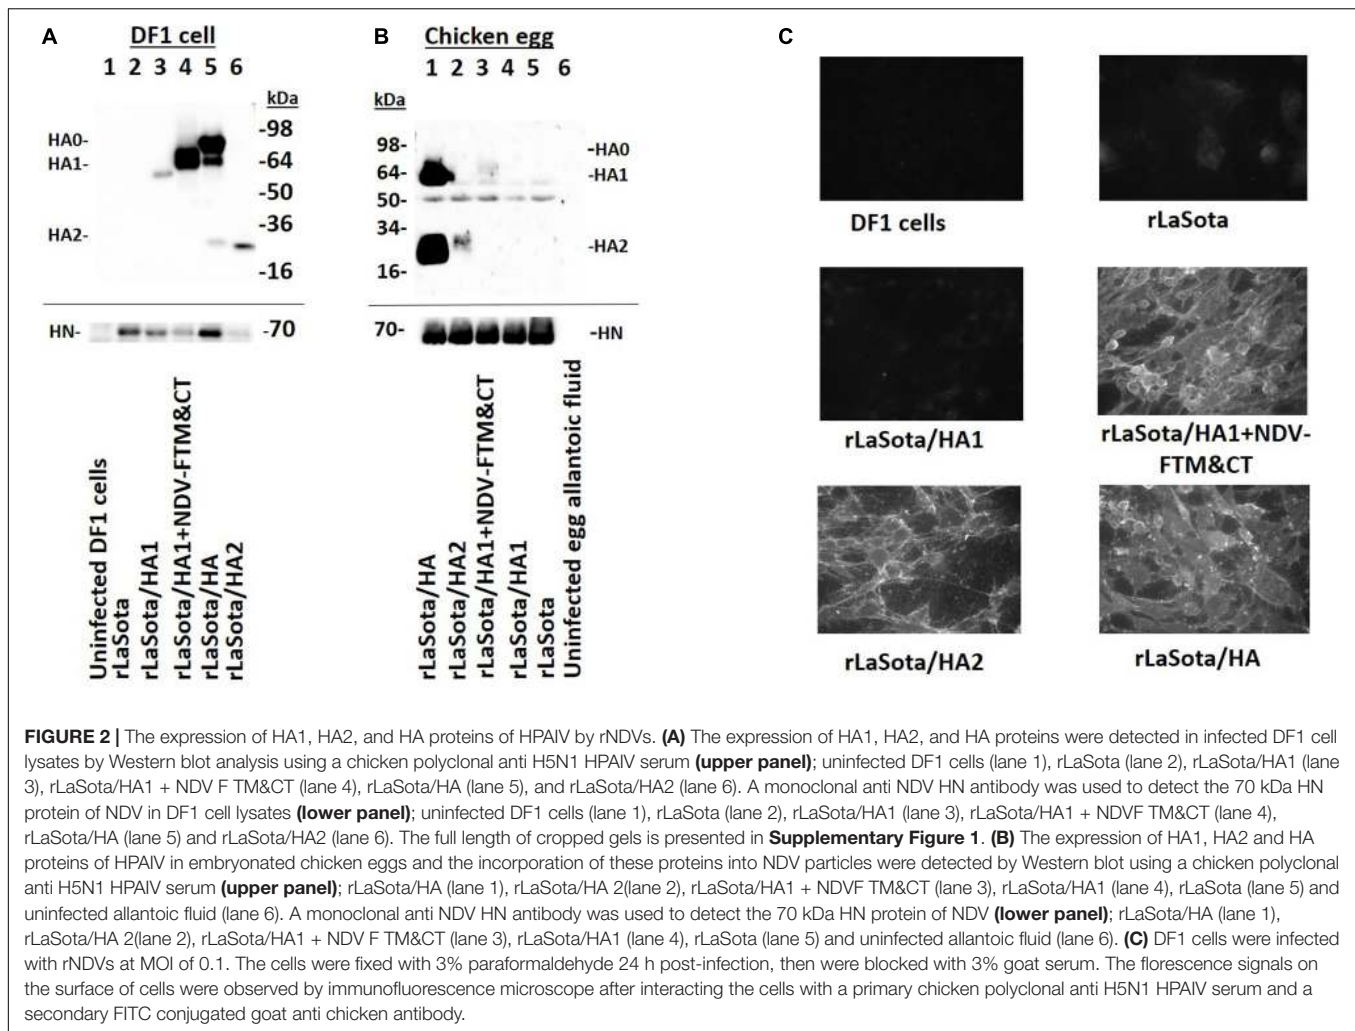 A
DF1 cell
1 2 3 4 5 6
kDa
HA0-
HA1-
HA2-
-98
-64
-50
-36
-16
HN-
-70
Uninfected DF1 cells
rLaSota
rLaSota/HA1
rLaSota/HA1+NDV-FTM&CT
rLaSota/HA
rLaSota/HA2
B
Chicken egg
1 2 3 4 5 6
kDa
98-
64-
50-
34-
16-
-HA0
-HA1
-HA2
70-
-HN
rLaSota/HA
rLaSota/HA2
rLaSota/HA1+NDV-FTM&CT
rLaSota/HA1
rLaSota
Uninfected egg allantoic fluid
C
DF1 cells
rLaSota
rLaSota/HA1
rLaSota/HA1+NDV-
FTM&CT
rLaSota/HA2
rLaSota/HA
FIGURE 2 | The expression of HA1, HA2, and HA proteins of HPAIV by rNDVs. (A) The expression of HA1, HA2, and HA proteins were detected in infected DF1 cell
lysates by Western blot analysis using a chicken polyclonal anti H5N1 HPAIV serum (upper panel); uninfected DF1 cells (lane 1), rLaSota (lane 2), rLaSota/HA1 (lane
3), rLaSota/HA1 + NDV F TM&CT (lane 4), rLaSota/HA (lane 5), and rLaSota/HA2 (lane 6). A monoclonal anti NDV HN antibody was used to detect the 70 kDa HN
protein of NDV in DF1 cell lysates (lower panel); uninfected DF1 cells (lane 1), rLaSota (lane 2), rLaSota/HA1 (lane 3), rLaSota/HA1 + NDVF TM&CT (lane 4),
rLaSota/HA (lane 5) and rLaSota/HA2 (lane 6). The full length of cropped gels is presented in Supplementary Figure 1. (B) The expression of HA1, HA2 and HA
proteins of HPAIV in embryonated chicken eggs and the incorporation of these proteins into NDV particles were detected by Western blot using a chicken polyclonal
anti H5N1 HPAIV serum (upper panel); rLaSota/HA (lane 1), rLaSota/HA 2(lane 2), rLaSota/HA1 + NDVF TM&CT (lane 3), rLaSota/HA1 (lane 4), rLaSota (lane 5) and
uninfected allantoic fluid (lane 6). A monoclonal anti NDV HN antibody was used to detect the 70 kDa HN protein of NDV (lower panel); rLaSota/HA (lane 1),
rLaSota/HA 2(lane 2), rLaSota/HA1 + NDV F TM&CT (lane 3), rLaSota/HA1 (lane 4), rLaSota (lane 5) and uninfected allantoic fluid (lane 6). (C) DF1 cells were infected
with rNDVs at MOI of 0.1. The cells were fixed with 3% paraformaldehyde 24 h post-infection, then were blocked with 3% goat serum. The florescence signals on
the surface of cells were observed by immunofluorescence microscope after interacting the cells with a primary chicken polyclonal anti H5N1 HPAIV serum and a
secondary FITC conjugated goat anti chicken antibody.